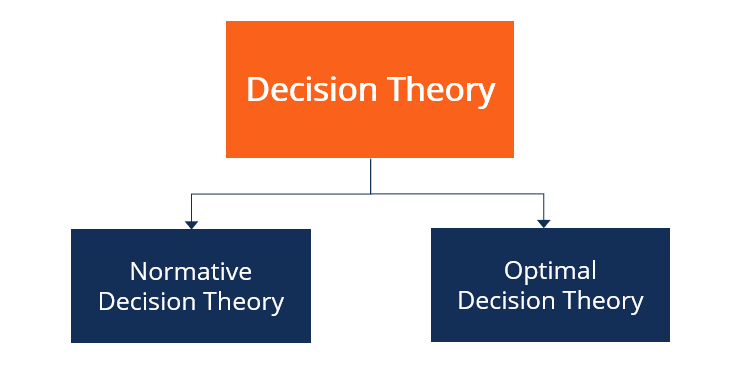 Decision Theory
Normative
Decision Theory
Optimal
Decision Theory